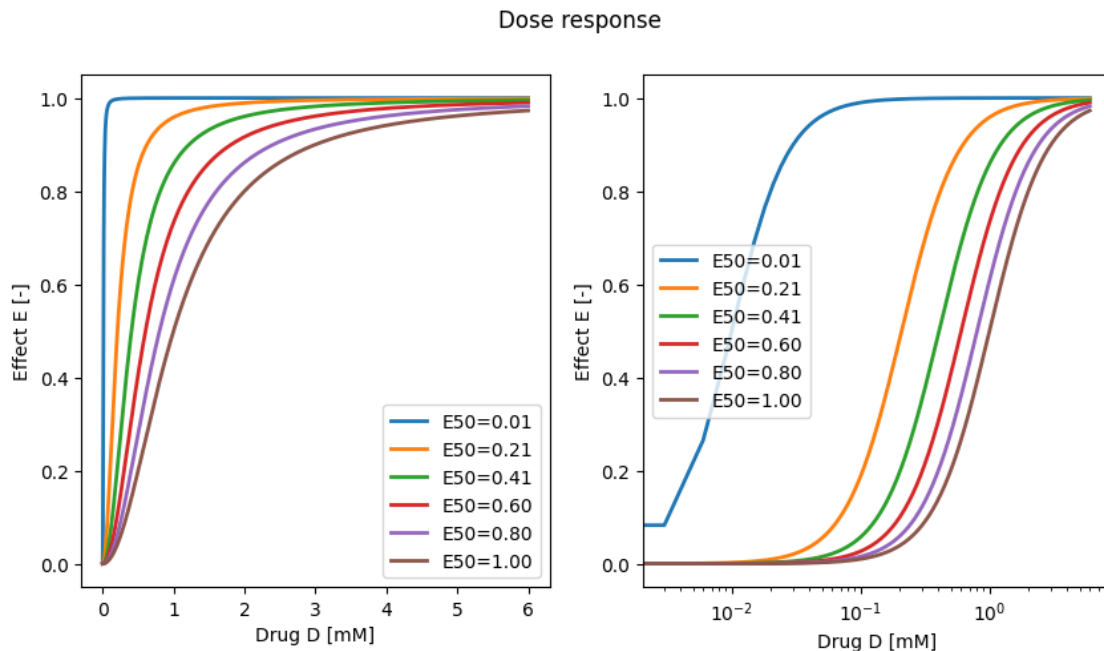 Dose response
Effect E [-]
1.0
0.8
0.6
0.4
0.2
0.0
E50=0.01
E50=0.21
E50=0.41
E50=0.60
E50=0.80
E50=1.00
0
1
2
3
4
5
6
Drug D [mM]
Effect E [-]
1.0
0.8
0.6
0.4
0.2
0.0
E50=0.01
E50=0.21
E50=0.41
E50=0.60
E50=0.80
E50=1.00
10⁻²
10⁻¹
10⁰
Drug D [mM]